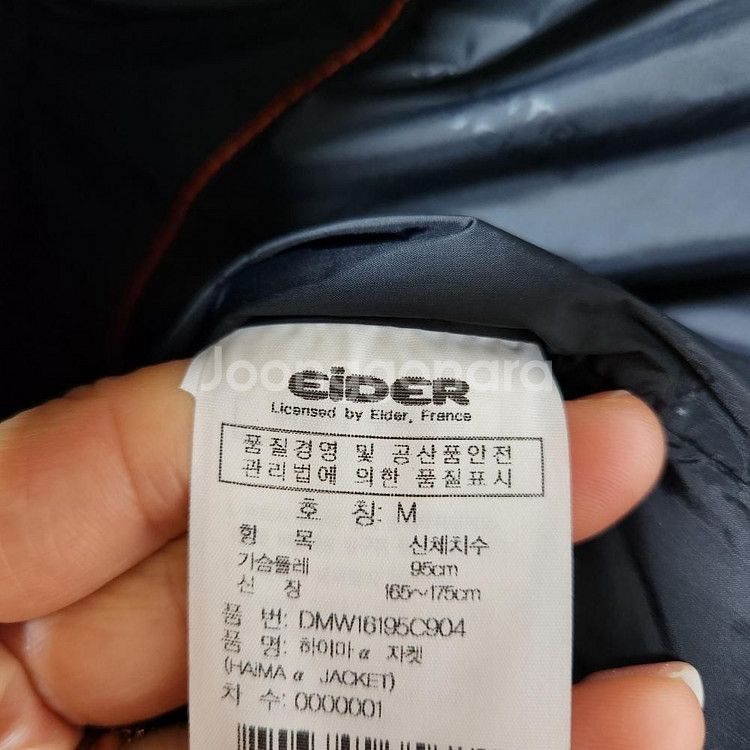 Joongonara
EiDER
Licensed by Eider, France
품질경영 및 공산품안전
관리법에 의한 품질표시
호 칭: M
항 목 신체치수
가슴둘레 95cm
신 장 165~175cm
품 번: DMW16195C904
품 명: 하이마α 자켓
(HAIMA α JACKET)
차 수: 0000001